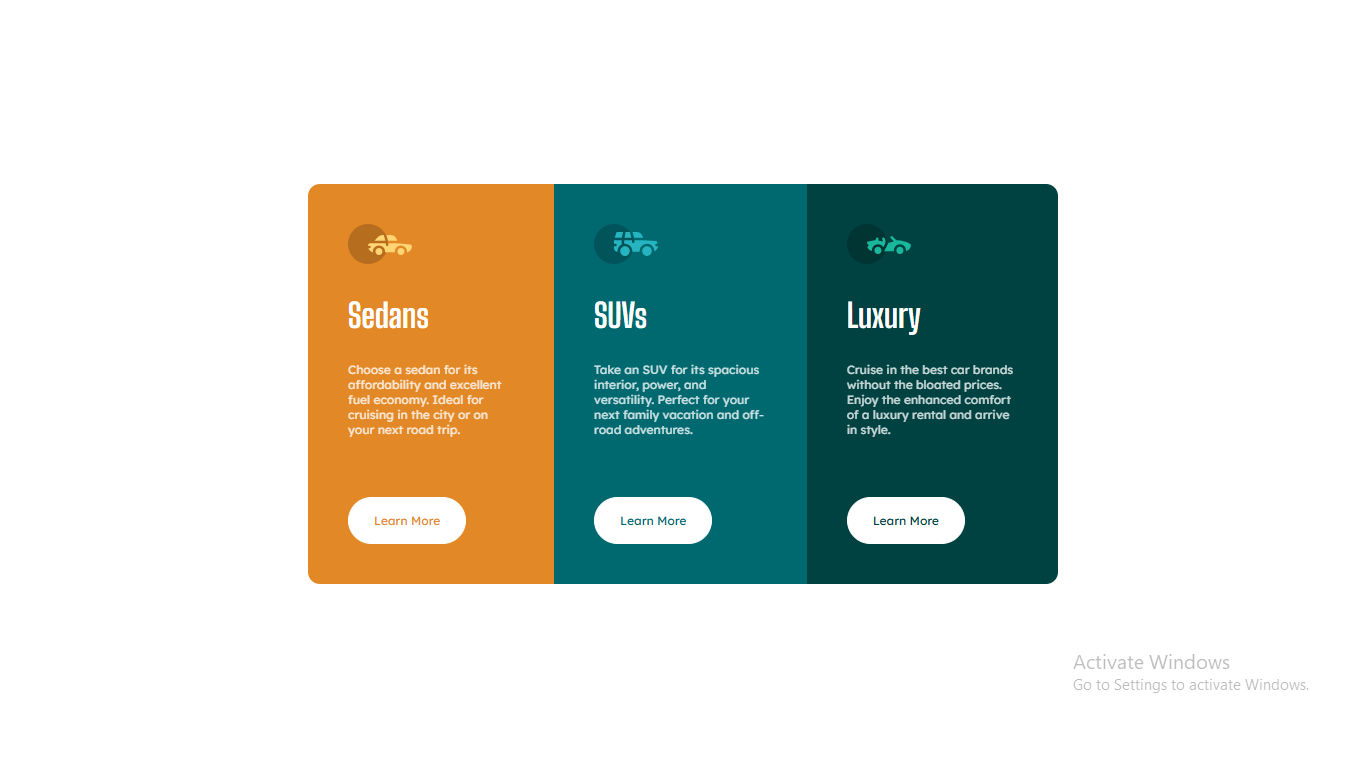 Sedans
Choose a sedan for its
affordability and excellent
fuel economy. Ideal for
cruising in the city or on
your next road trip.
Learn More
SUVs
Take an SUV for its spacious
interior, power, and
versatility. Perfect for your
next family vacation and off-
road adventures.
Learn More
Luxury
Cruise in the best car brands
without the bloated prices.
Enjoy the enhanced comfort
of a luxury rental and arrive
in style.
Learn More
Activate Windows
Go to Settings to activate Windows.